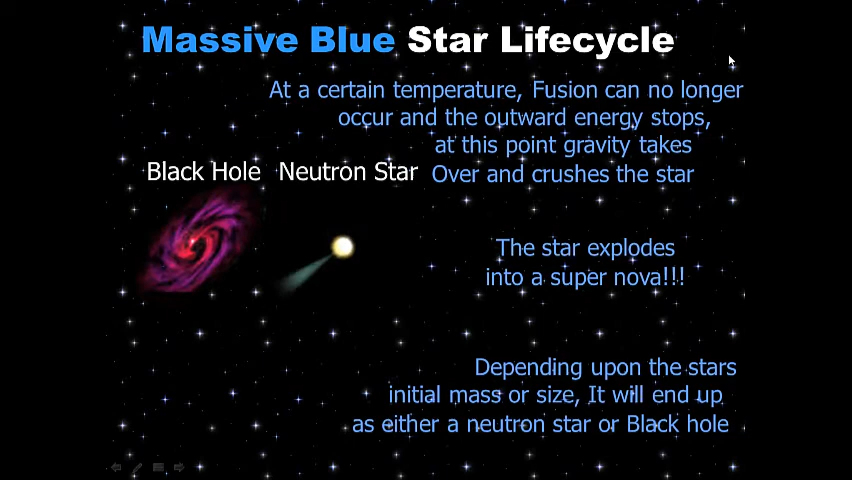 Massive Blue Star Lifecycle
At a certain temperature, Fusion can no longer
occur and the outward energy stops,
at this point gravity takes
Over and crushes the star
Black Hole Neutron Star
The star explodes
into a super nova!!!
Depending upon the stars
initial mass or size, It will end up
as either a neutron star or Black hole